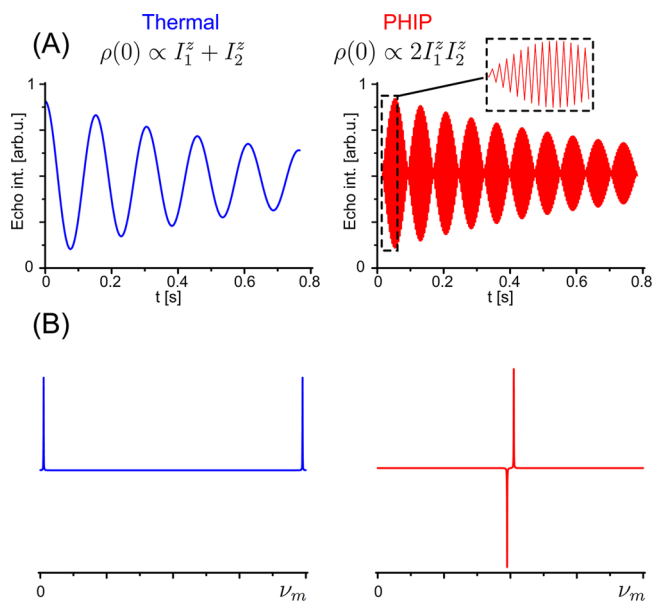 Thermal
PHIP
(A)
ρ(0) ∝ I₁ᶻ + I₂ᶻ
ρ(0) ∝ 2I₁ᶻI₂ᶻ
1
Echo int. [arb.u.]
0
0
0.2
0.4
0.6
0.8
t [s]
1
Echo int. [arb.u.]
0
0
0.2
0.4
0.6
0.8
t [s]
(B)
0
νₘ
0
νₘ